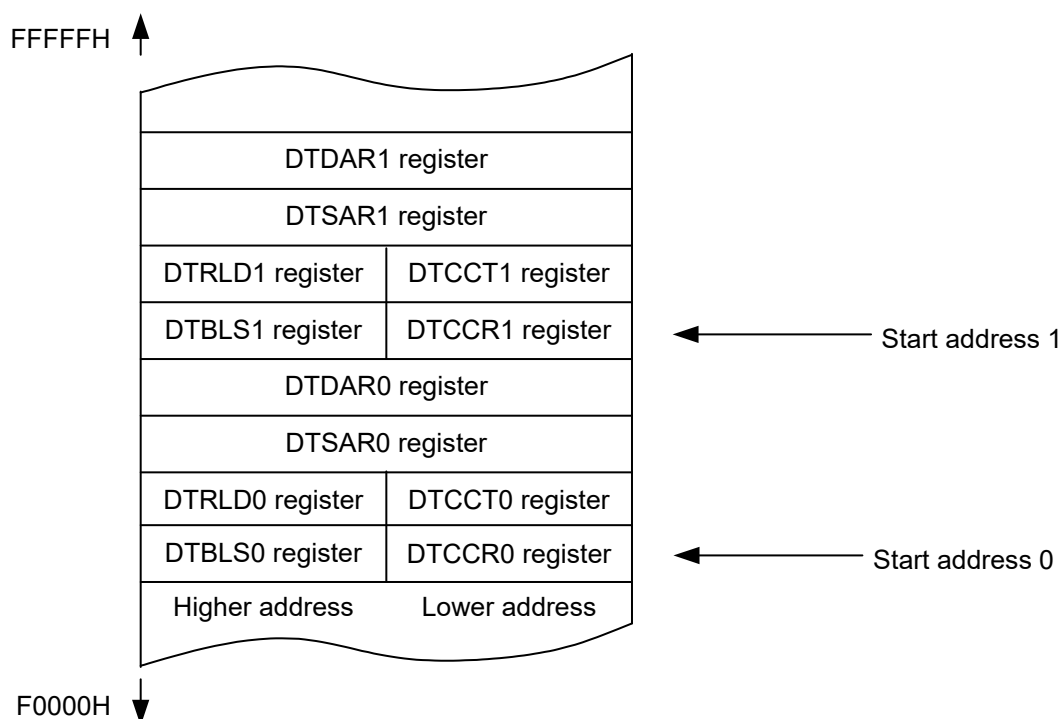 FFFFFH
DTDAR1 register
DTSAR1 register
DTRLD1 register DTCCT1 register
DTBLS1 register DTCCR1 register
Start address 1
DTDAR0 register
DTSAR0 register
DTRLD0 register DTCCT0 register
DTBLS0 register DTCCR0 register
Start address 0
Higher address Lower address
F0000H